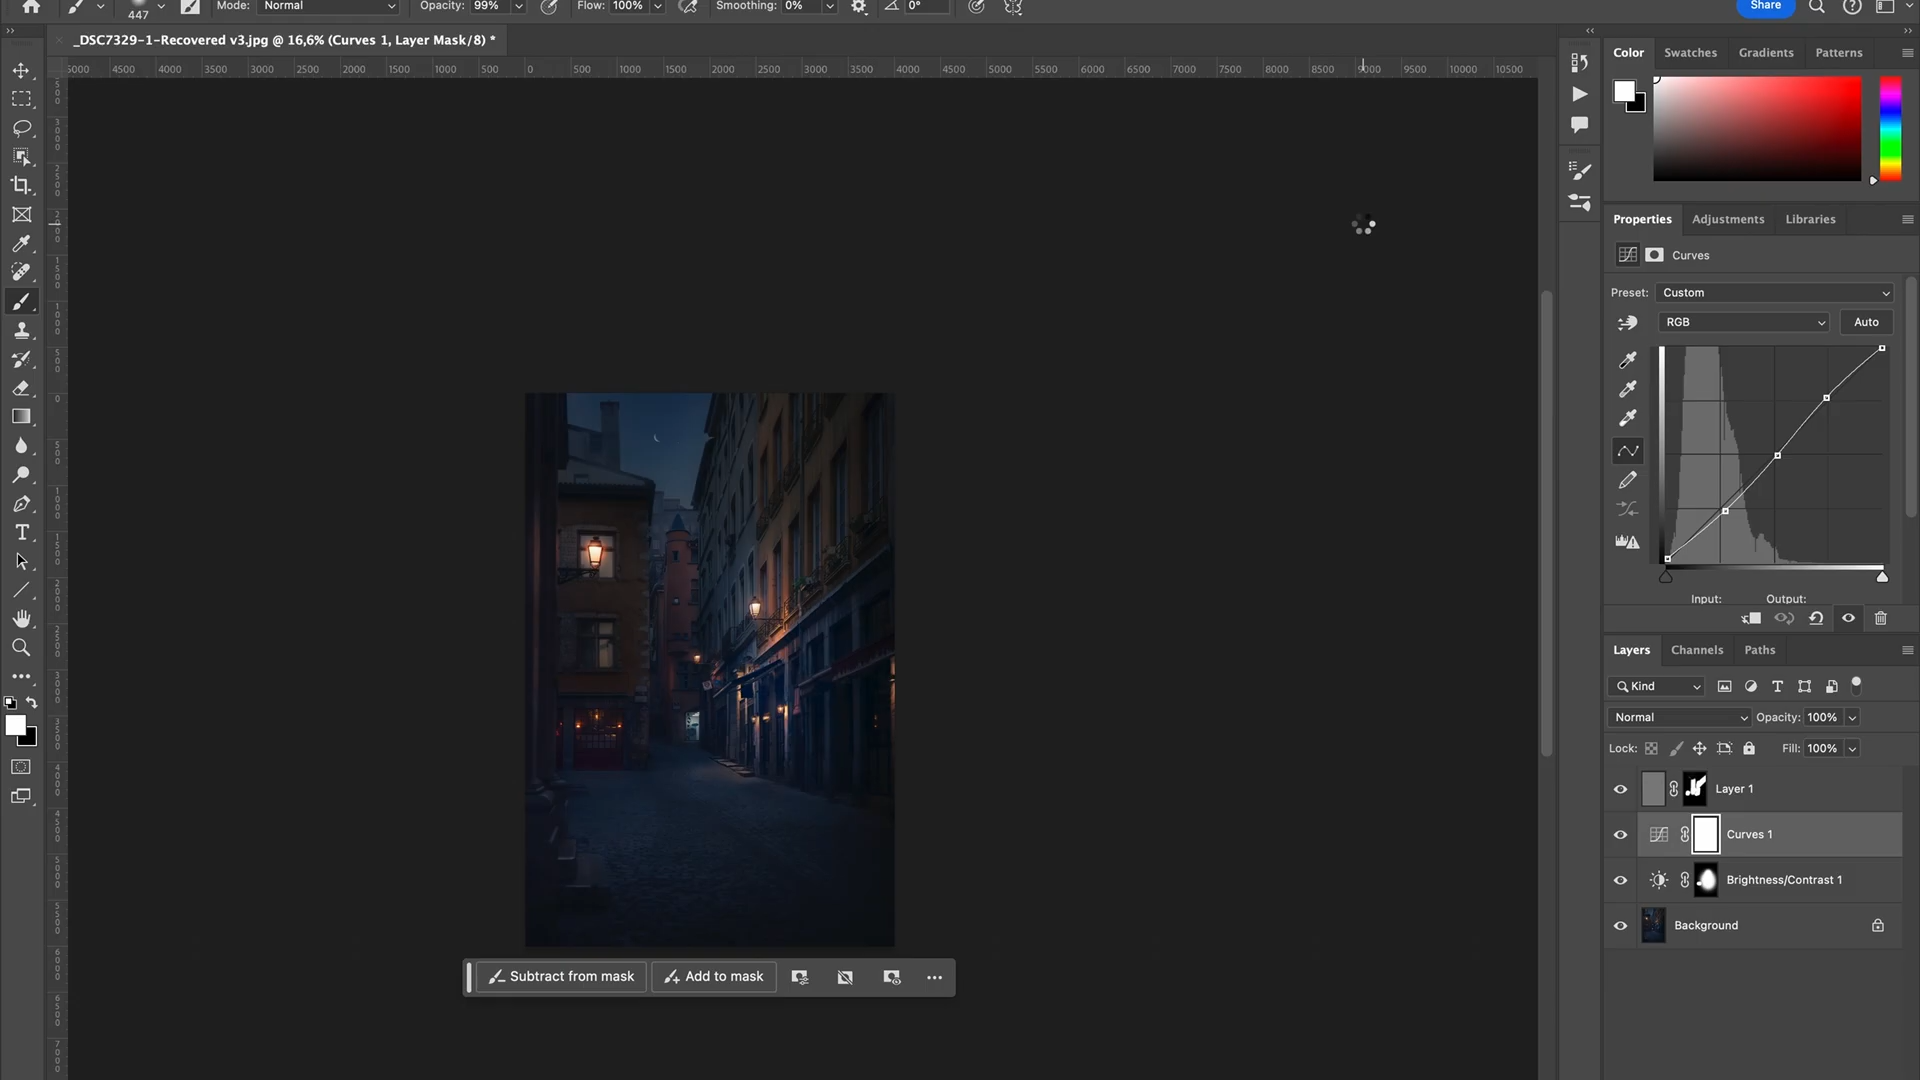 447
Mode:
Normal
Opacity:
99%
Flow:
100%
Smoothing:
0%
0°
Share
_DSC7329-1-Recovered v3.jpg @ 16,6% (Curves 1, Layer Mask/8) *
5000 4500 4000 3500 3000 2500 2000 1500 1000 500 0 500 1000 1500 2000 2500 3000 3500 4000 4500 5000 5500 6000 6500 7000 7500 8000 8500 9000 9500 10000 10500
Color
Swatches
Gradients
Patterns
Properties
Adjustments
Libraries
Curves
Preset:
Custom
RGB
Auto
Input:
Output:
Layers
Channels
Paths
Kind
Normal
Opacity:
100%
Lock:
Fill:
100%
Layer 1
Curves 1
Brightness/Contrast 1
Background
Subtract from mask
Add to mask